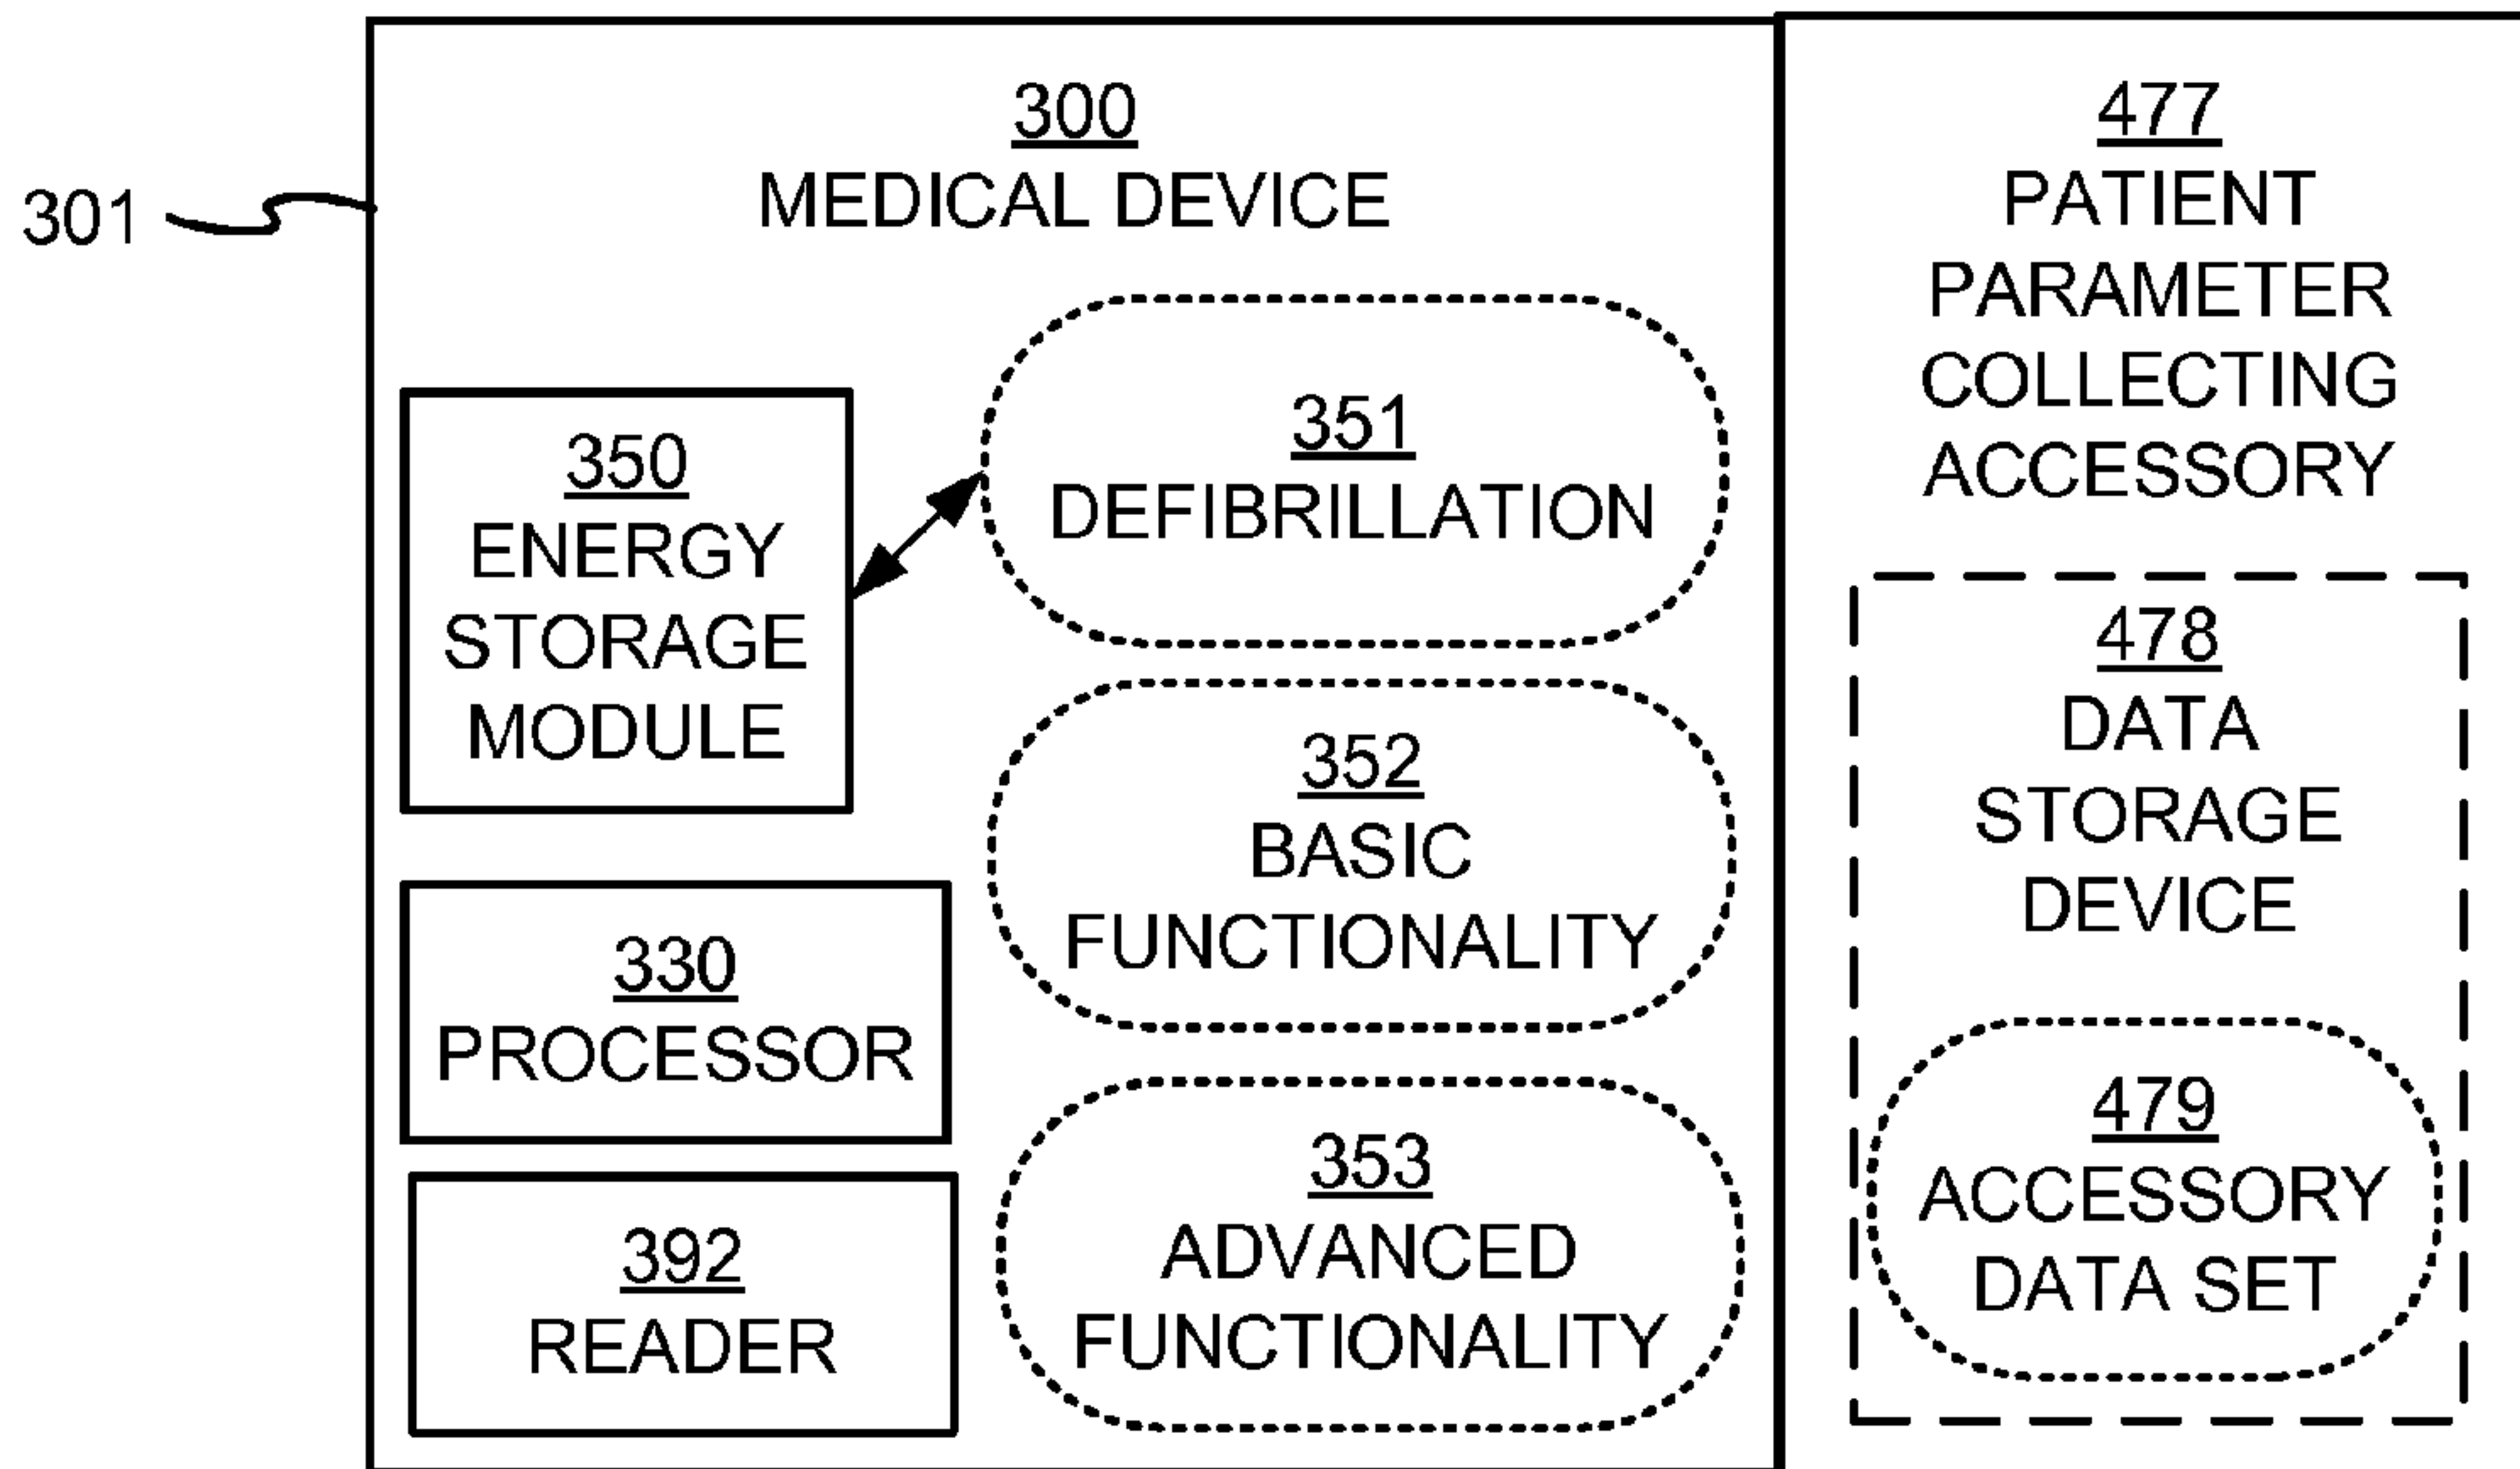 301
300
MEDICAL DEVICE
350
ENERGY
STORAGE
MODULE
351
DEFIBRILLATION
352
BASIC
FUNCTIONALITY
330
PROCESSOR
392
READER
353
ADVANCED
FUNCTIONALITY
477
PATIENT
PARAMETER
COLLECTING
ACCESSORY
478
DATA
STORAGE
DEVICE
479
ACCESSORY
DATA SET